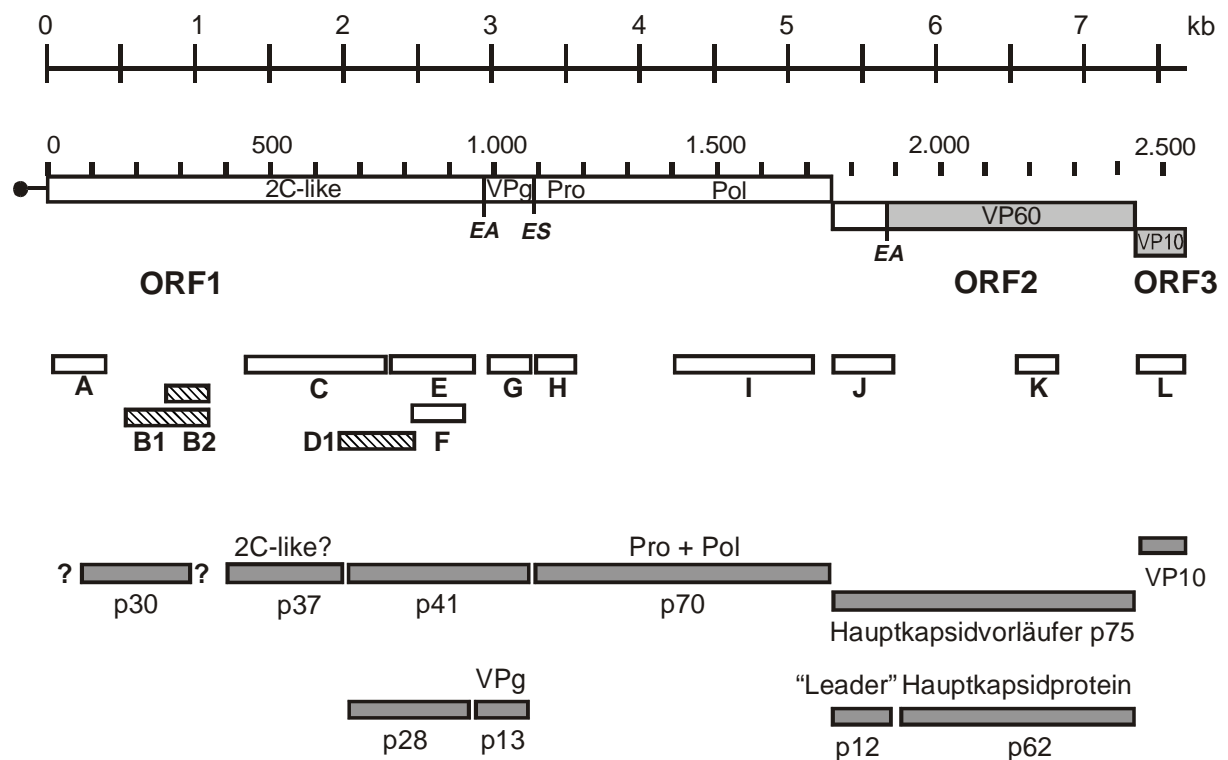 0 1 2 3 4 5 6 7 kb
0 500 1.000 1.500 2.000 2.500
2C-like VPg Pro Pol
VP60
EA ES EA VP10
ORF1 ORF2 ORF3
A C E G H I J K L
B1 B2 D1 F
2C-like? Pro + Pol
? ?
p30 p37 p41 p70 VP10
Hauptkapsidvorläufer p75
VPg “Leader” Hauptkapsidprotein
p28 p13 p12 p62